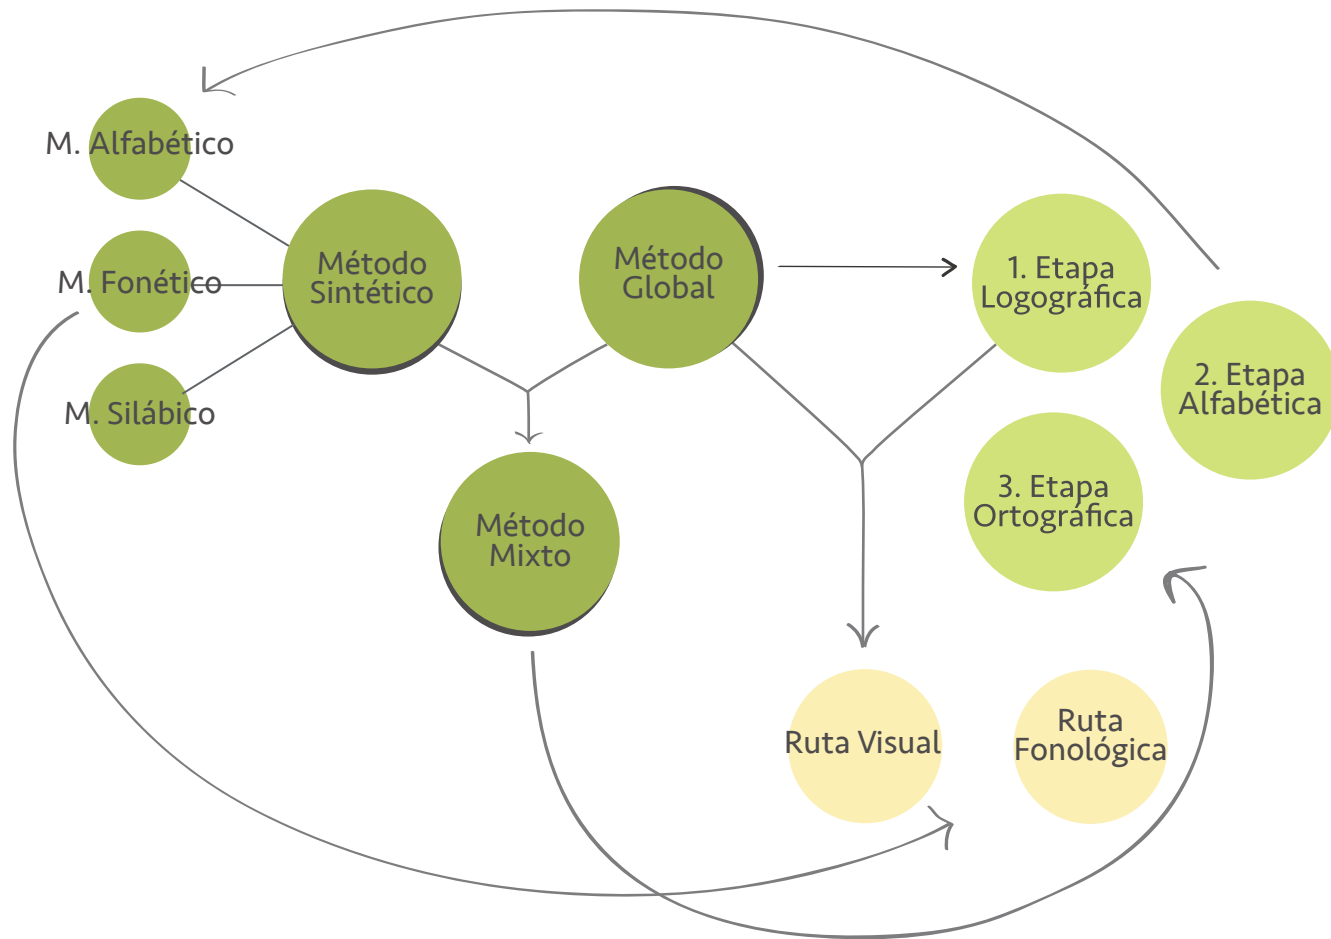 M. Alfabético
M. Fonético
M. Silábico
Método
Sintético
Método
Global
Método
Mixto
1. Etapa
Logográfica
2. Etapa
Alfabética
3. Etapa
Ortográfica
Ruta Visual
Ruta
Fonológica